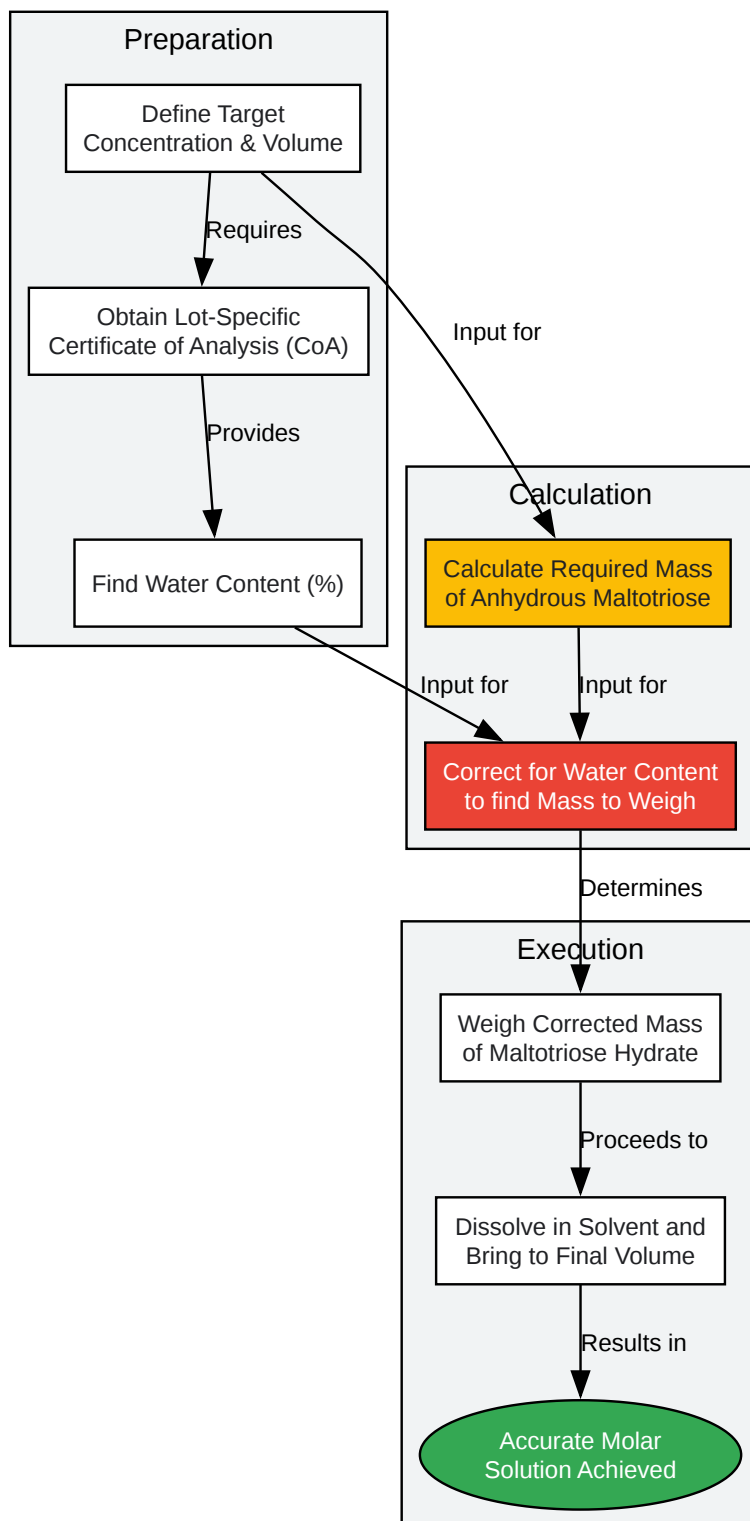 Preparation
Define Target
Concentration & Volume
Requires
Obtain Lot-Specific
Certificate of Analysis (CoA)
Input for
Provides
Calculation
Find Water Content (%)
Calculate Required Mass
of Anhydrous Maltotriose
Input for
Input for
Correct for Water Content
to find Mass to Weigh
Determines
Execution
Weigh Corrected Mass
of Maltotriose Hydrate
Proceeds to
Dissolve in Solvent and
Bring to Final Volume
Results in
Accurate Molar
Solution Achieved